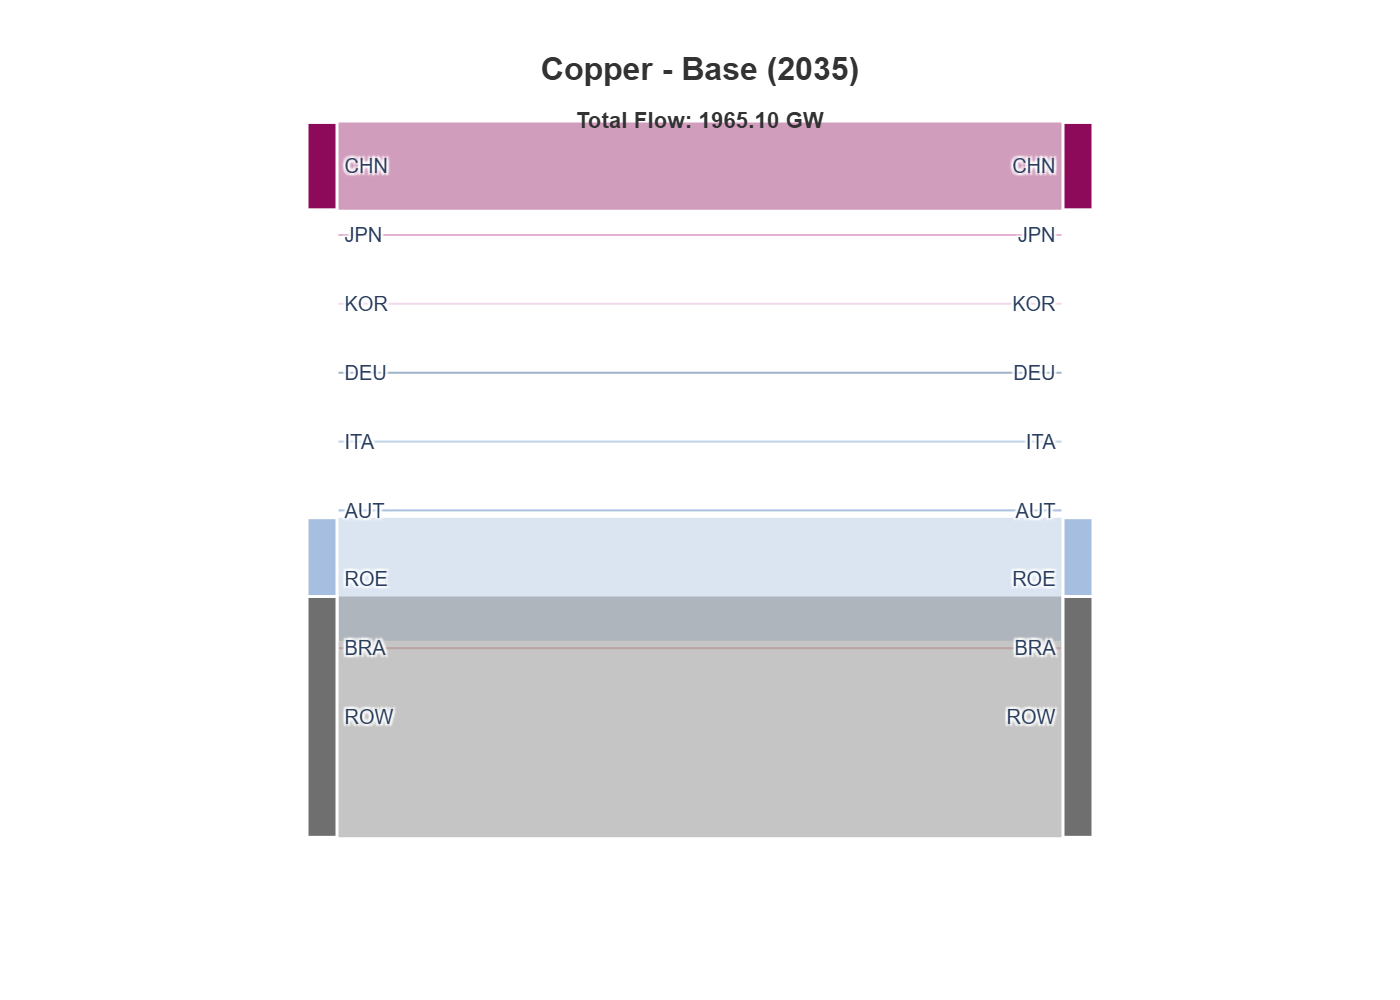 Copper - Base (2035)
Total Flow: 1965.10 GW
CHN CHN
JPN JPN
KOR KOR
DEU DEU
ITA ITA
AUT AUT
ROE ROE
BRA BRA
ROW ROW